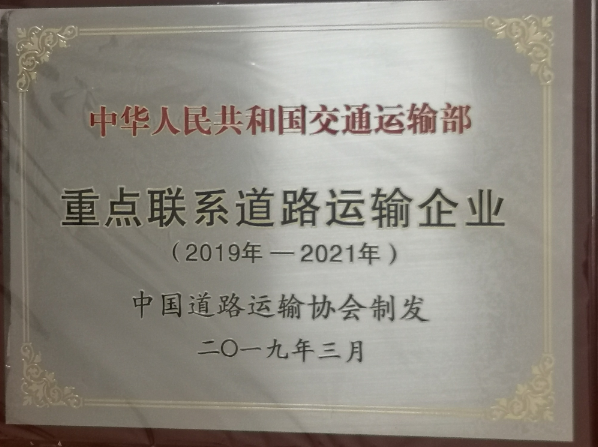 中华人民共和国交通运输部
重点联系道路运输企业
（2019年—2021年）
中国道路运输协会制发
二〇一九年三月